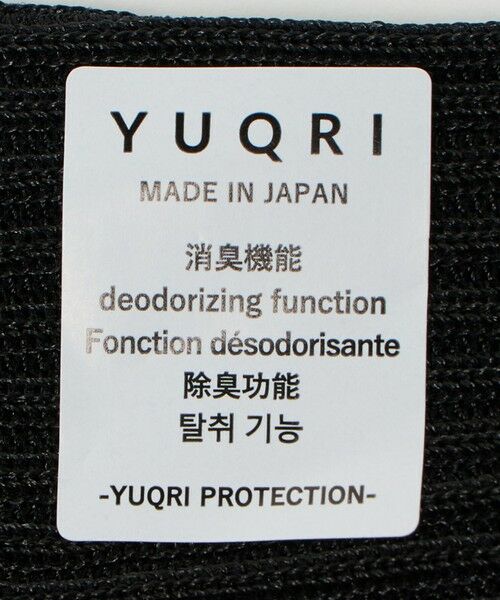 YUQRI
MADE IN JAPAN
消臭機能
deodorizing function
Fonction désodorisante
除臭功能
탈취 기능
-YUQRI PROTECTION-